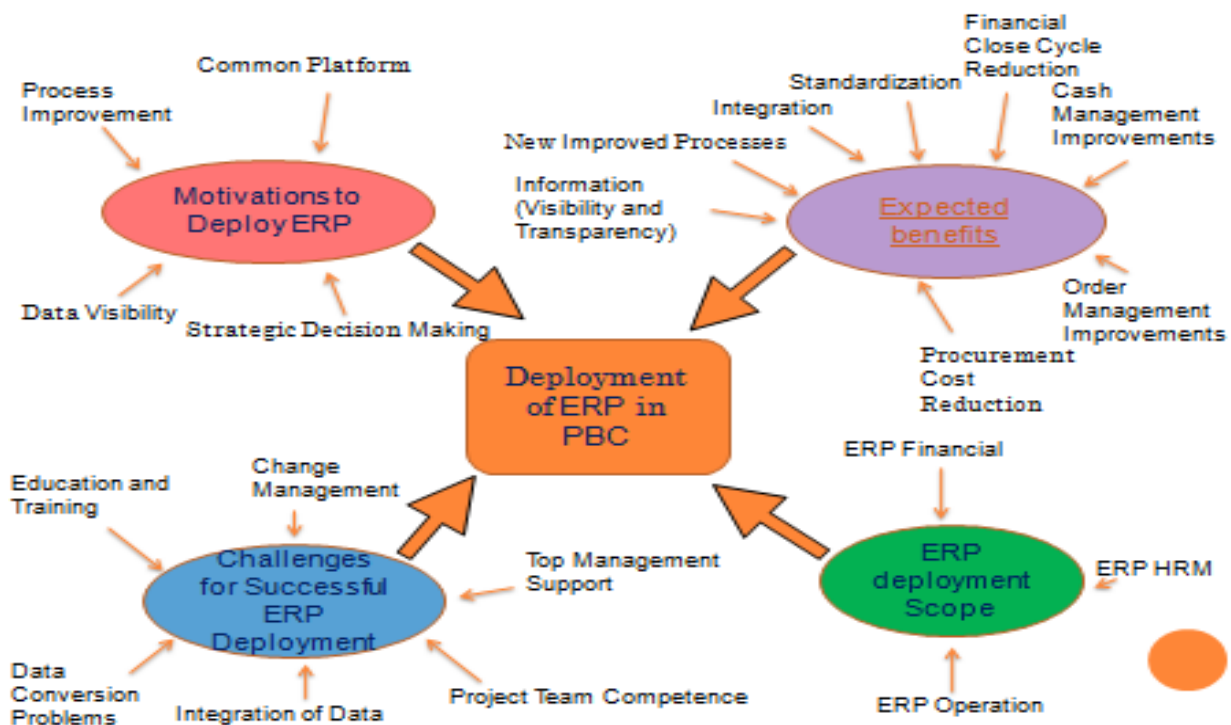 Common Platform
Process
Improvement
Motivations to
Deploy ERP
Data Visibility
Strategic Decision Making
Financial
Close Cycle
Reduction
Standardization
Cash
Management
Improvements
Integration
New Improved Processes
Information
(Visibility and
Transparency)
Expected
benefits
Order
Management
Improvements
Procurement
Cost
Reduction
Deployment
of ERP in
PBC
Education and
Training
Change
Management
Challenges
for Successful
ERP
Deployment
Top Management
Support
Data
Conversion
Problems
Integration of Data
Project Team Competence
ERP Financial
ERP
deployment
Scope
ERP HRM
ERP Operation